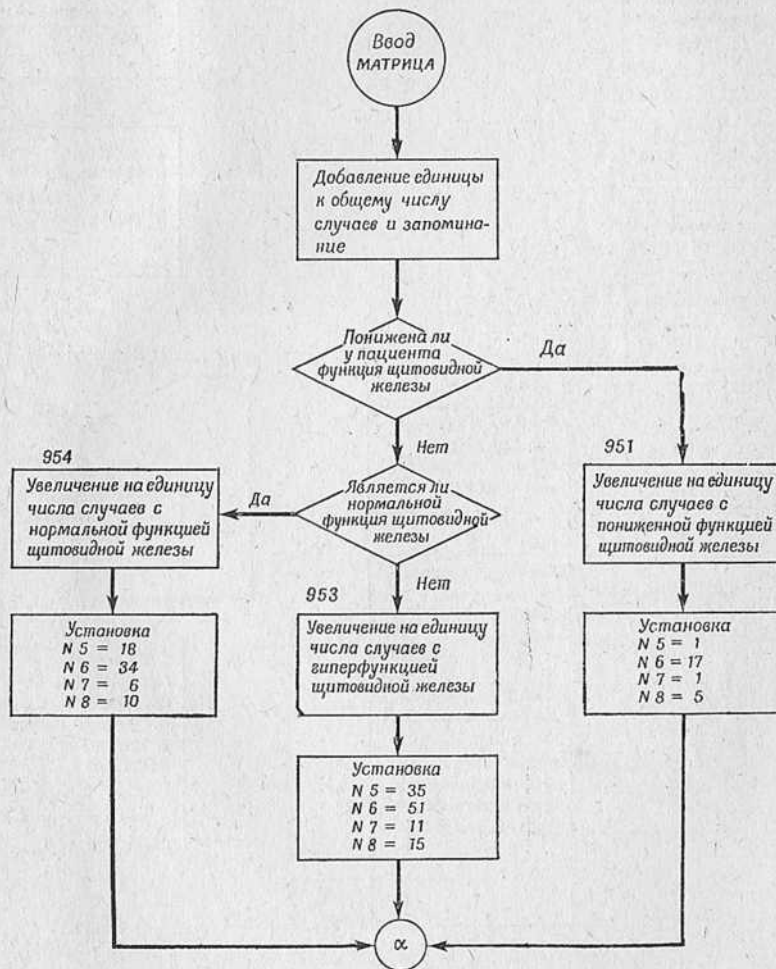 Ввод
МАТРИЦА
Добавление единицы
к общему числу
случаев и запомина-
ние
Понижена ли
у пациента
функция щитовидной
железы
Да
Нет
954
Увеличение на единицу
числа случаев с
нормальной функцией
щитовидной железы
Да
Является ли
нормальной
функция щитовидной
железы
951
Увеличение на единицу
числа случаев с
пониженной функцией
щитовидной железы
Нет
Установка
N 5 = 18
N 6 = 34
N 7 = 6
N 8 = 10
953
Увеличение на единицу
числа случаев с
гиперфункцией
щитовидной железы
Установка
N 5 = 1
N 6 = 17
N 7 = 1
N 8 = 5
Установка
N 5 = 35
N 6 = 51
N 7 = 11
N 8 = 15
α